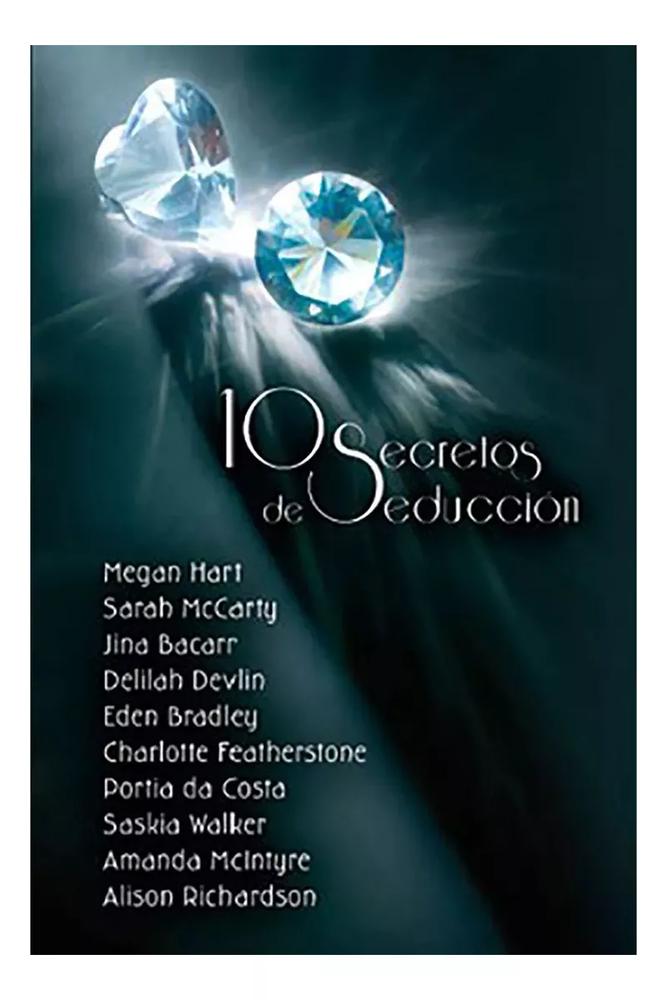 10 Secretos
de Seducción
Megan Hart
Sarah McCarty
Jina Bacarr
Delilah Devlin
Eden Bradley
Charlotte Featherstone
Portia da Costa
Saskia Walker
Amanda McIntyre
Alison Richardson